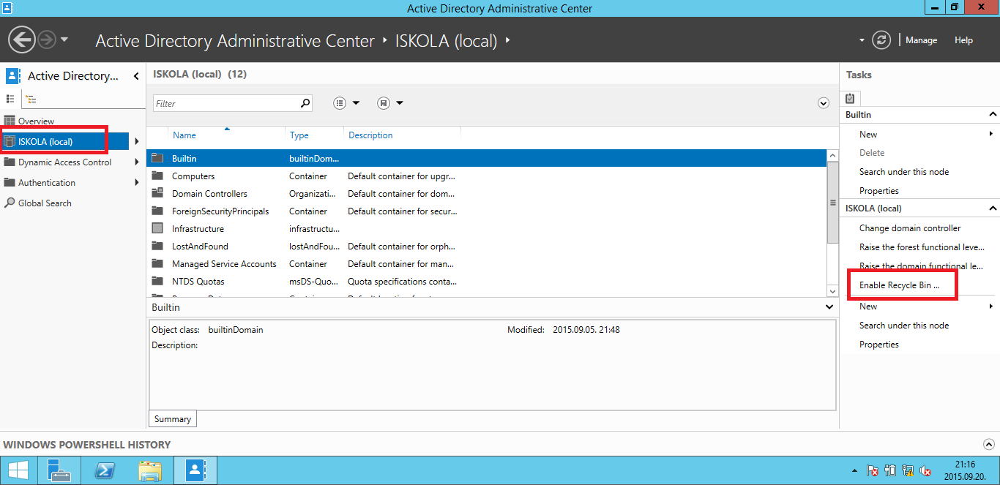 Active Directory Administrative Center
Active Directory Administrative Center ISKOLA (local) Manage Help
Active Directory...
Overview
ISKOLA (local)
Dynamic Access Control
Authentication
Global Search
ISKOLA (local) (12)
Filter
Name Type Description
Builtin builtinDom...
Computers Container Default container for upgr...
Domain Controllers Organizati... Default container for dom...
ForeignSecurityPrincipals Container Default container for secur...
Infrastructure infrastructu...
LostAndFound lostAndFou... Default container for orph...
Managed Service Accounts Container Default container for man...
NTDS Quotas msDS-Quo... Quota specifications conta...
Builtin
Object class: builtinDomain Modified: 2015.09.05. 21:48
Description:
Summary
Tasks
Builtin
New
Delete
Search under this node
Properties
ISKOLA (local)
Change domain controller
Raise the forest functional leve...
Raise the domain functional le...
Enable Recycle Bin ...
New
Search under this node
Properties
WINDOWS POWERSHELL HISTORY
21:16
2015.09.20.